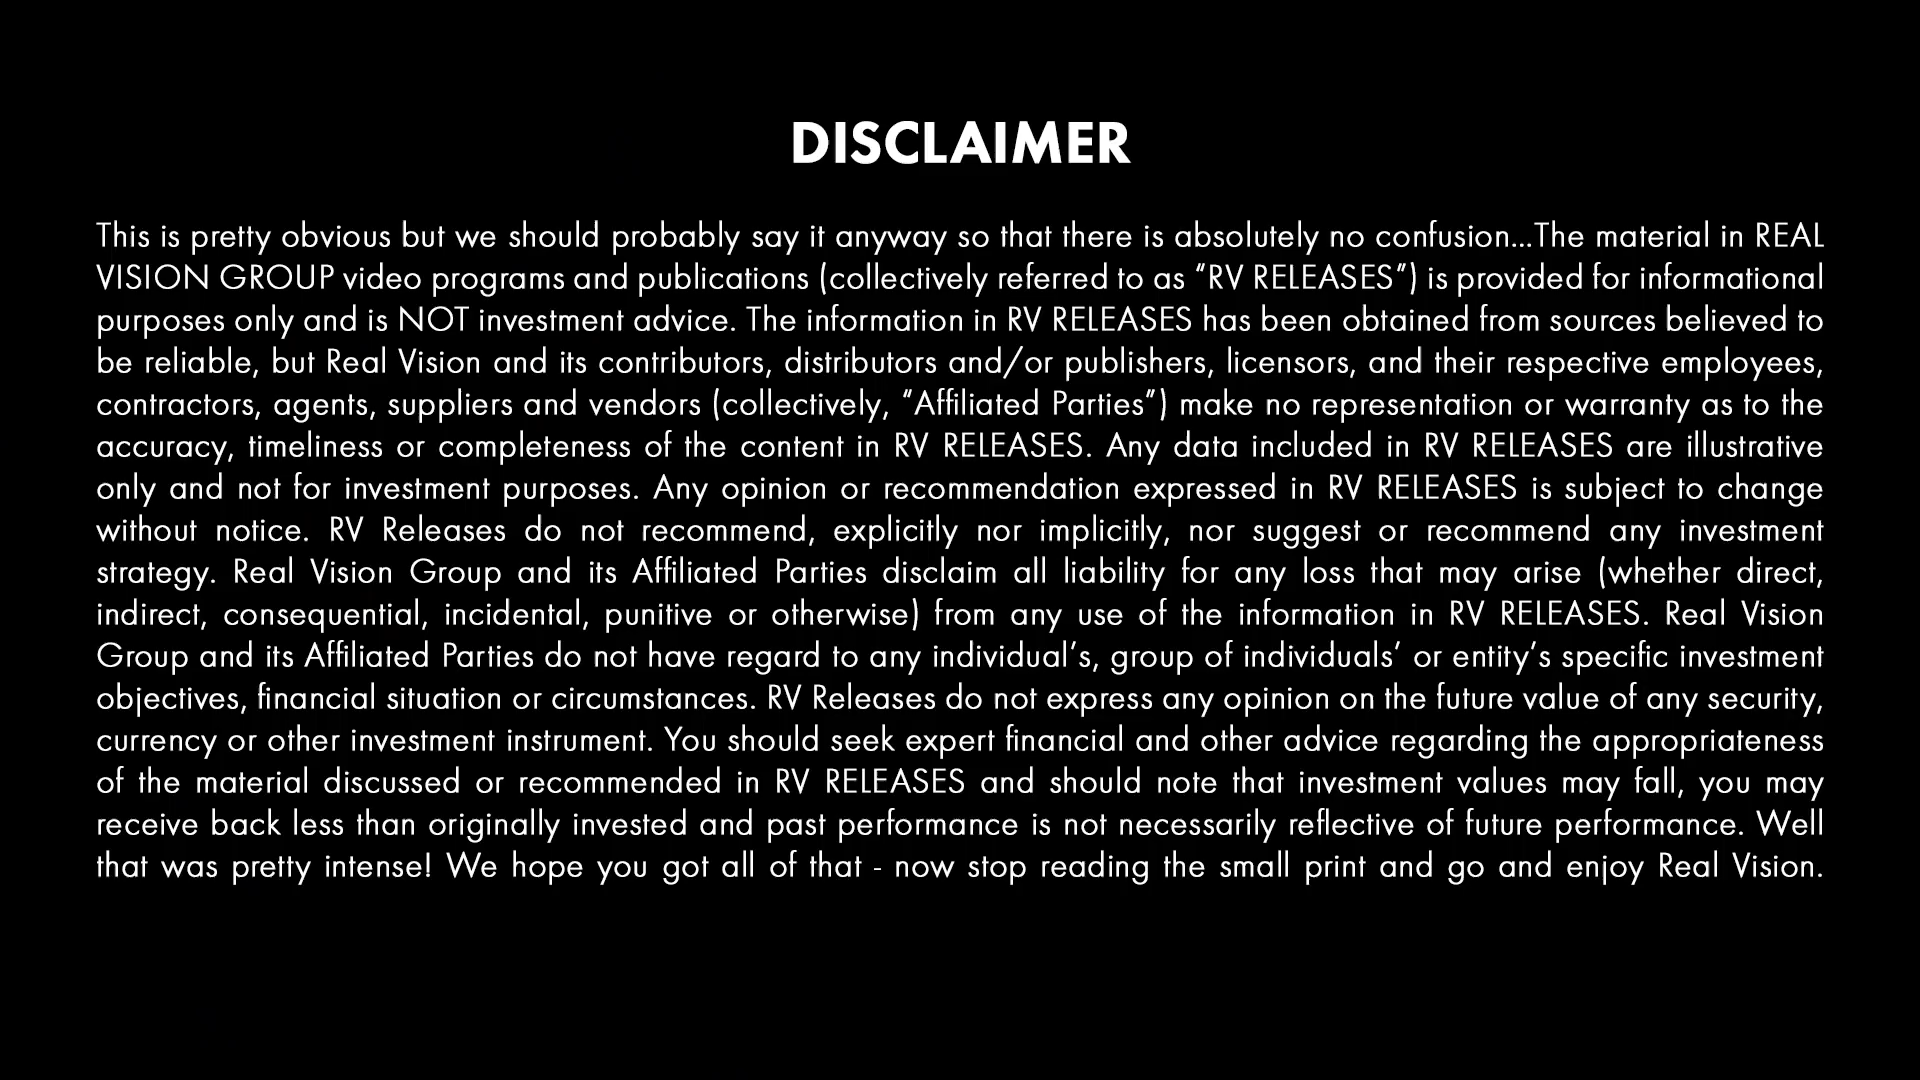 DISCLAIMER
This is pretty obvious but we should probably say it anyway so that there is absolutely no confusion...The material in REAL
VISION GROUP video programs and publications (collectively referred to as “RV RELEASES”) is provided for informational
purposes only and is NOT investment advice. The information in RV RELEASES has been obtained from sources believed to
be reliable, but Real Vision and its contributors, distributors and/or publishers, licensors, and their respective employees,
contractors, agents, suppliers and vendors (collectively, “Affiliated Parties”) make no representation or warranty as to the
accuracy, timeliness or completeness of the content in RV RELEASES. Any data included in RV RELEASES are illustrative
only and not for investment purposes. Any opinion or recommendation expressed in RV RELEASES is subject to change
without notice. RV Releases do not recommend, explicitly nor implicitly, nor suggest or recommend any investment
strategy. Real Vision Group and its Affiliated Parties disclaim all liability for any loss that may arise (whether direct,
indirect, consequential, incidental, punitive or otherwise) from any use of the information in RV RELEASES. Real Vision
Group and its Affiliated Parties do not have regard to any individual’s, group of individuals’ or entity’s specific investment
objectives, financial situation or circumstances. RV Releases do not express any opinion on the future value of any security,
currency or other investment instrument. You should seek expert financial and other advice regarding the appropriateness
of the material discussed or recommended in RV RELEASES and should note that investment values may fall, you may
receive back less than originally invested and past performance is not necessarily reflective of future performance. Well
that was pretty intense! We hope you got all of that - now stop reading the small print and go and enjoy Real Vision.